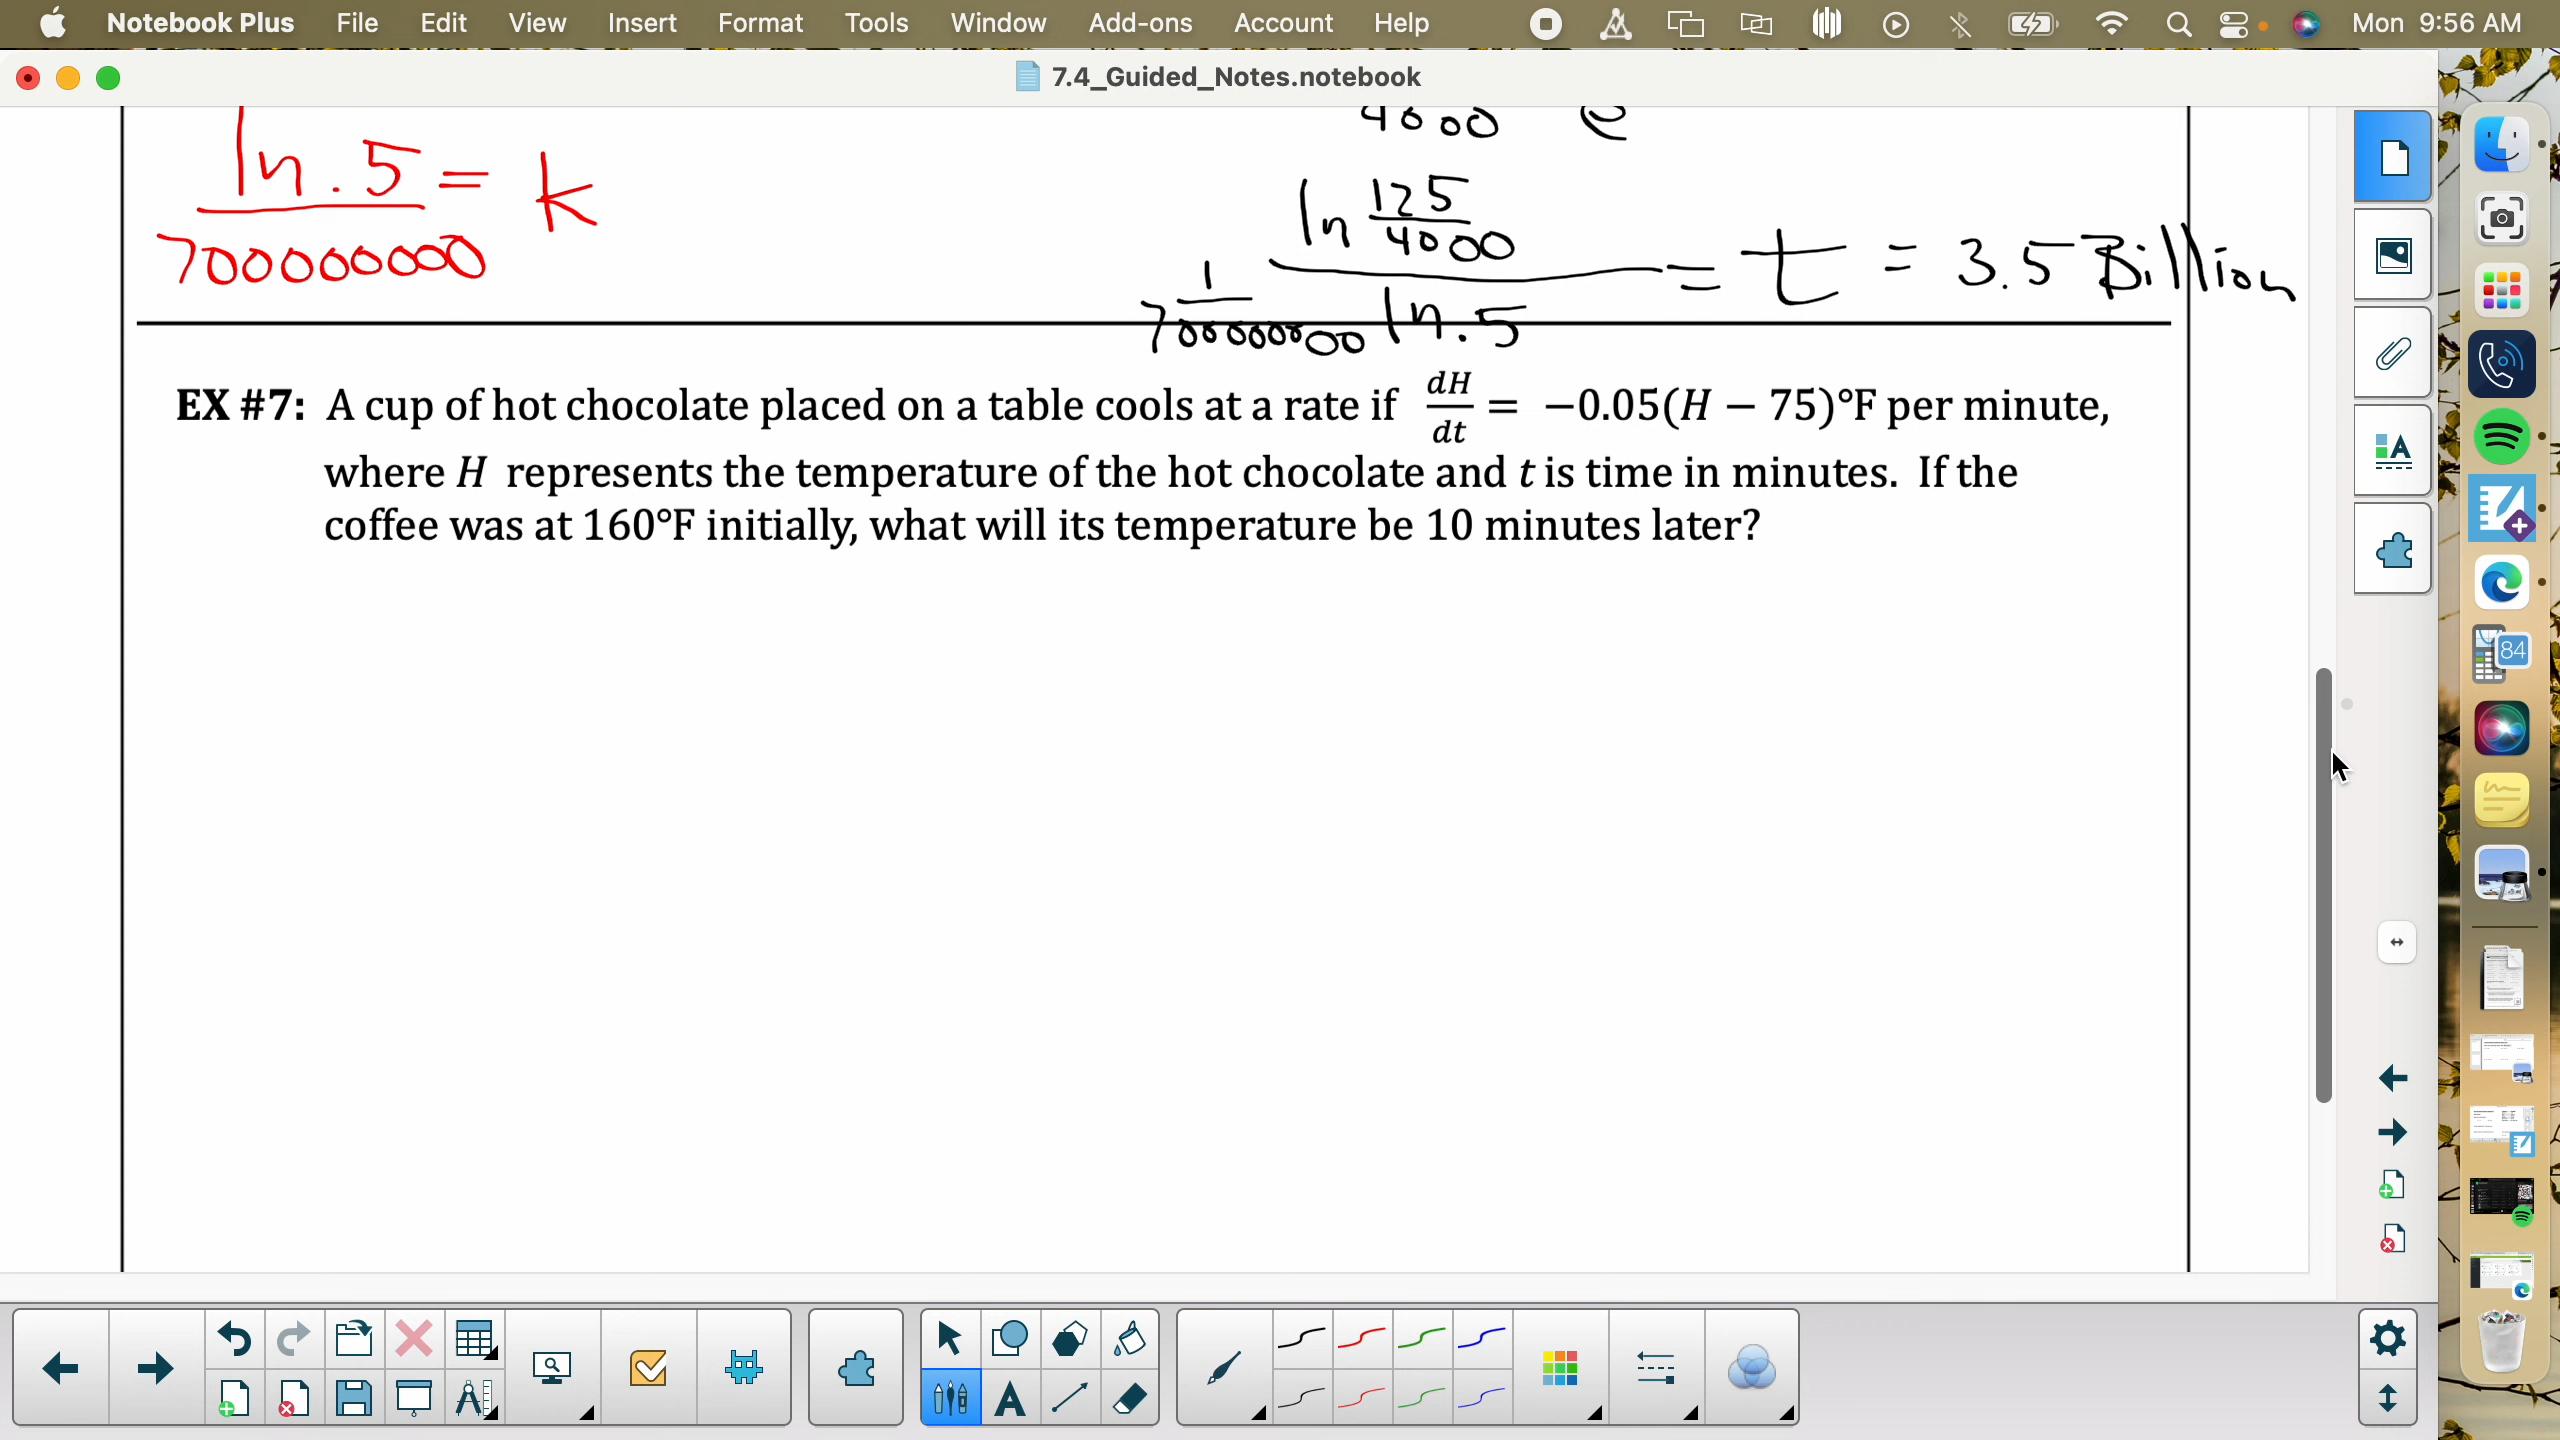 Notebook Plus File Edit View Insert Format Tools Window Add-ons Account Help Mon 9:56 AM
7.4_Guided_Notes.notebook
4000 e
ln .5 = k
700000000
ln 125/4000
1/700000000 ln .5 = t = 3.5 Billion
EX #7: A cup of hot chocolate placed on a table cools at a rate if dH/dt = −0.05(H − 75)°F per minute,
where H represents the temperature of the hot chocolate and t is time in minutes. If the
coffee was at 160°F initially, what will its temperature be 10 minutes later?
A
84
A